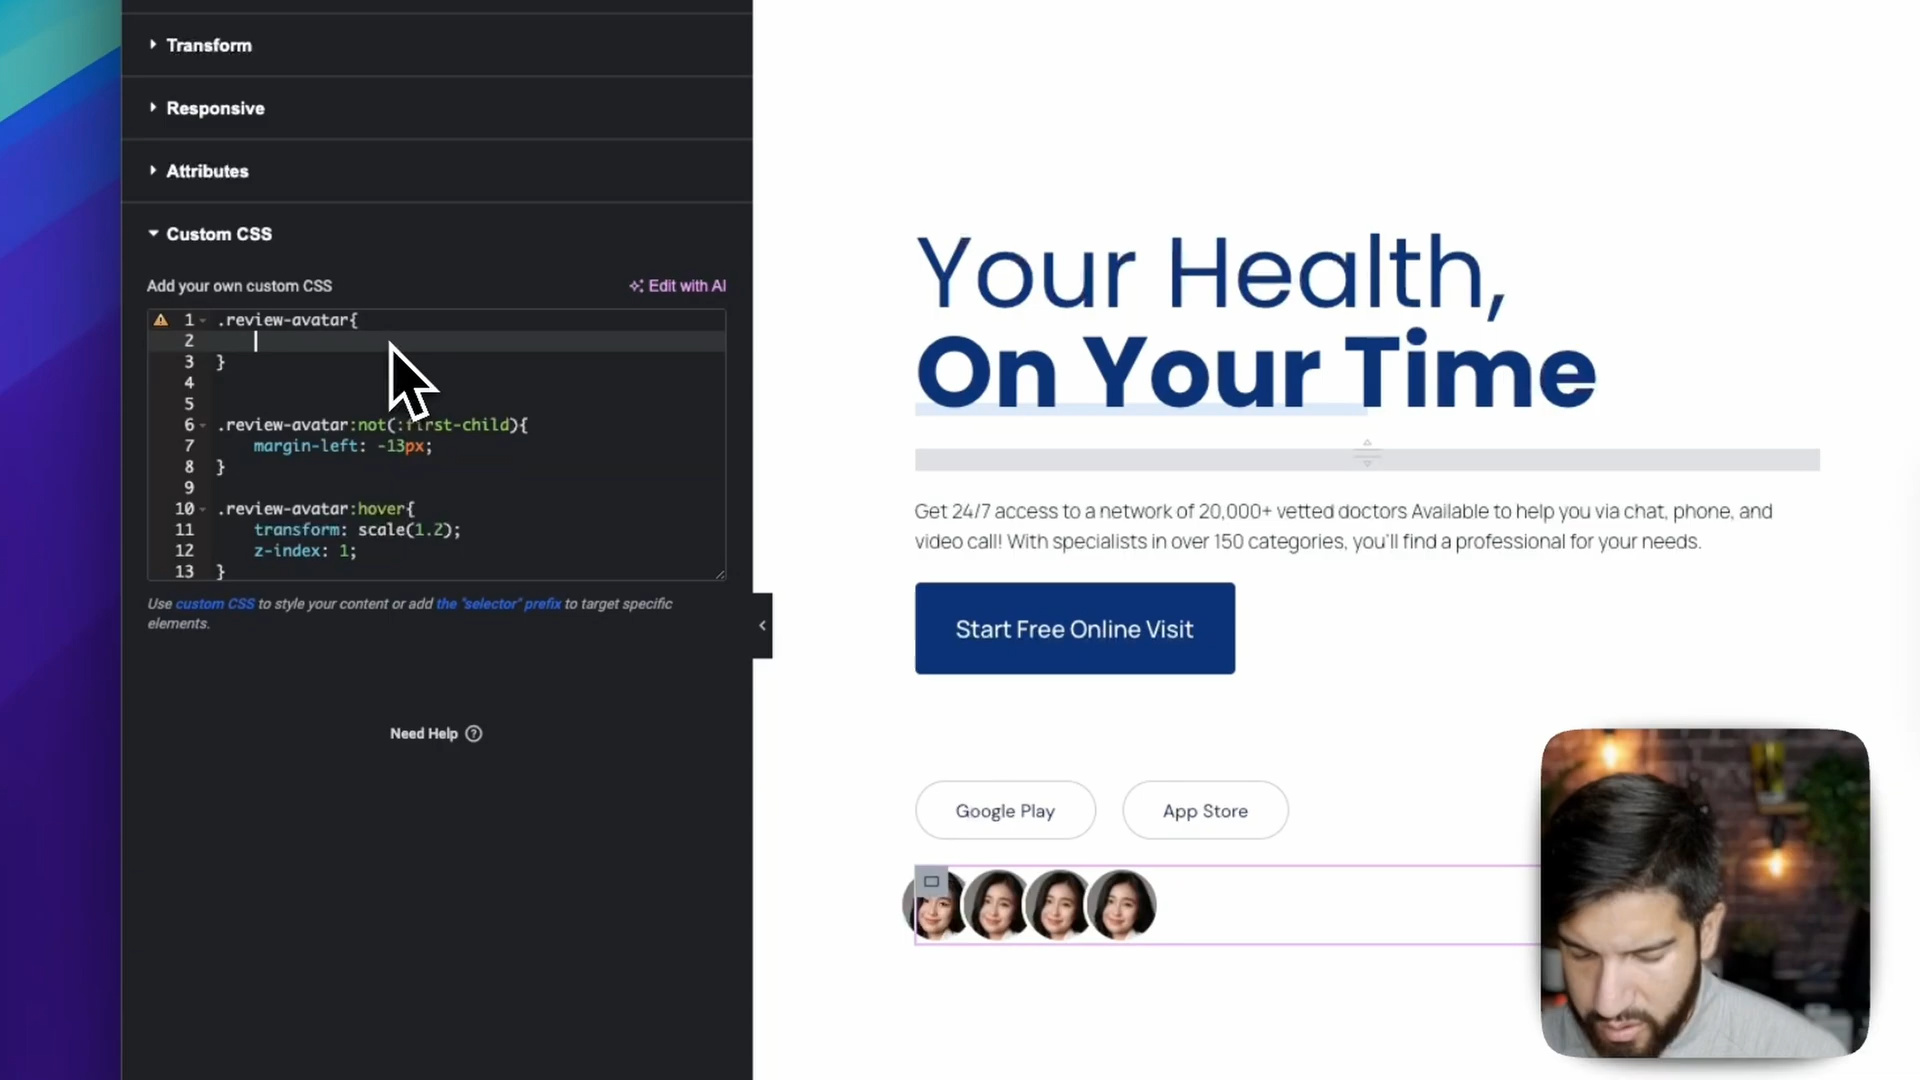 Transform
Responsive
Attributes
Custom CSS
Add your own custom CSS
Edit with AI
1 .review-avatar{
2
3 }
4
5
6 .review-avatar:not(:first-child){
7 margin-left: -13px;
8 }
9
10 .review-avatar:hover{
11 transform: scale(1.2);
12 z-index: 1;
13 }
Use custom CSS to style your content or add the "selector" prefix to target specific
elements.
Need Help
Your Health,
On Your Time
Get 24/7 access to a network of 20,000+ vetted doctors Available to help you via chat, phone, and
video call! With specialists in over 150 categories, you'll find a professional for your needs.
Start Free Online Visit
Google Play
App Store